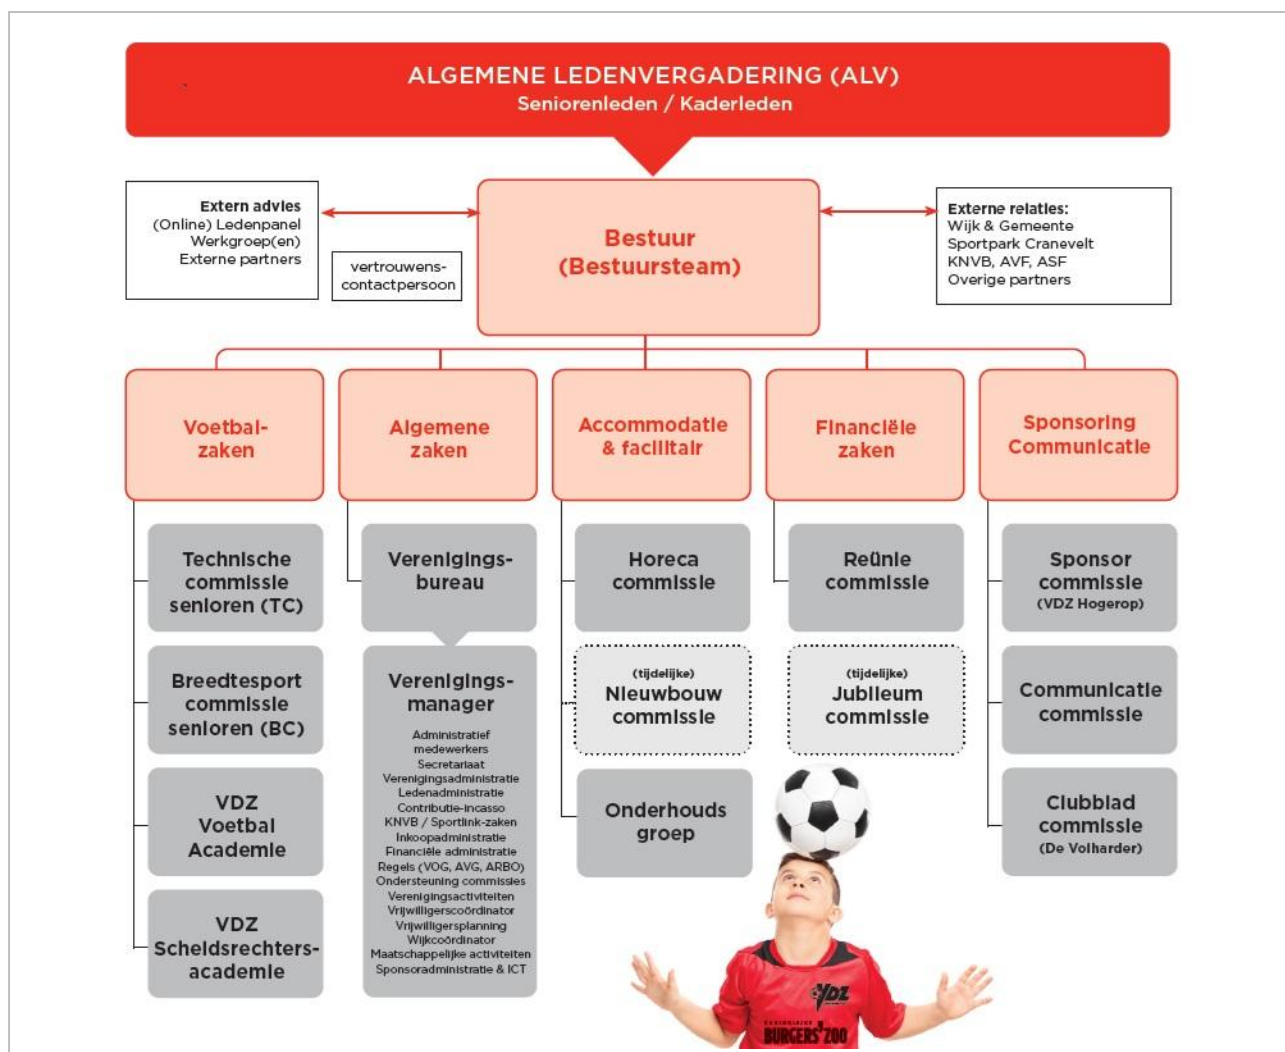 ALGEMENE LEDENVERGADERING (ALV)
Seniorenleden / Kaderleden
Extern advies
(Online) Ledenpanel
Werkgroep(en)
Externe partners
vertrouwens-
contactpersoon
Bestuur
(Bestuursteam)
Externe relaties:
Wijk & Gemeente
Sportpark Cranevelt
KNVB, AVF, ASF
Overige partners
Voetbal-
zaken
Algemene
zaken
Accommodatie
& facilitair
Financiële
zaken
Sponsoring
Communicatie
Technische
commissie
senioren (TC)
Breedtesport
commissie
senioren (BC)
VDZ
Voetbal
Academie
VDZ
Scheidsrechters-
academie
Verenigings-
bureau
Verenigings-
manager
Administratief
medewerkers
Secretariaat
Verenigingsadministratie
Ledenadministratie
Contributie-incasso
KNVB / Sportlink-zaken
Inkoopadministratie
Financiële administratie
Regels (VOG, AVG, ARBO)
Ondersteuning commissies
Verenigingsactiviteiten
Vrijwilligerscoördinator
Vrijwilligersplanning
Wijkcoördinator
Maatschappelijke activiteiten
Sponsoradministratie & ICT
Horeca
commissie
(tijdelijke)
Nieuwbouw
commissie
Onderhouds
groep
Reünie
commissie
(tijdelijke)
Jubileum
commissie
Sponsor
commissie
(VDZ Hogerop)
Communicatie
commissie
Clubblad
commissie
(De Volharder)
VDZ
BURGERS' ZOO